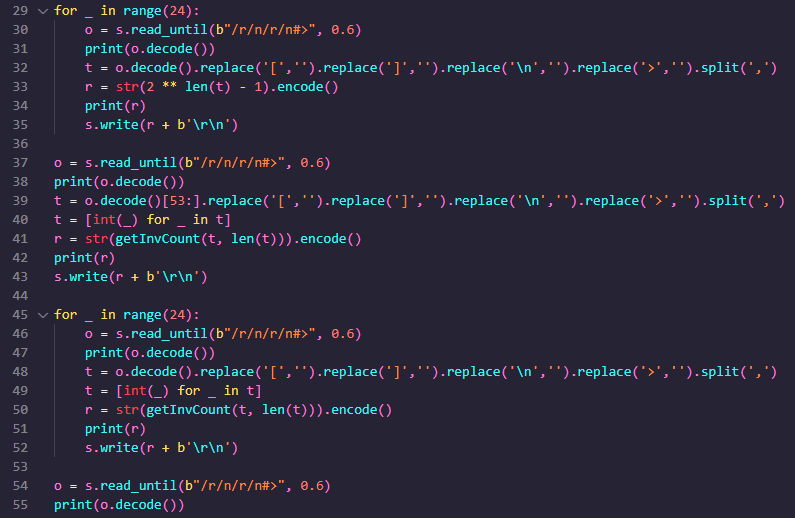 29 for _ in range(24):
30     o = s.read_until(b"/r/n/r/n#>", 0.6)
31     print(o.decode())
32     t = o.decode().replace('[','').replace(']','').replace('\n','').replace('>','').split(',')
33     r = str(2 ** len(t) - 1).encode()
34     print(r)
35     s.write(r + b'\r\n')
36
37 o = s.read_until(b"/r/n/r/n#>", 0.6)
38 print(o.decode())
39 t = o.decode()[53:].replace('[','').replace(']','').replace('\n','').replace('>','').split(',')
40 t = [int(_) for _ in t]
41 r = str(getInvCount(t, len(t))).encode()
42 print(r)
43 s.write(r + b'\r\n')
44
45 for _ in range(24):
46     o = s.read_until(b"/r/n/r/n#>", 0.6)
47     print(o.decode())
48     t = o.decode().replace('[','').replace(']','').replace('\n','').replace('>','').split(',')
49     t = [int(_) for _ in t]
50     r = str(getInvCount(t, len(t))).encode()
51     print(r)
52     s.write(r + b'\r\n')
53
54 o = s.read_until(b"/r/n/r/n#>", 0.6)
55 print(o.decode())